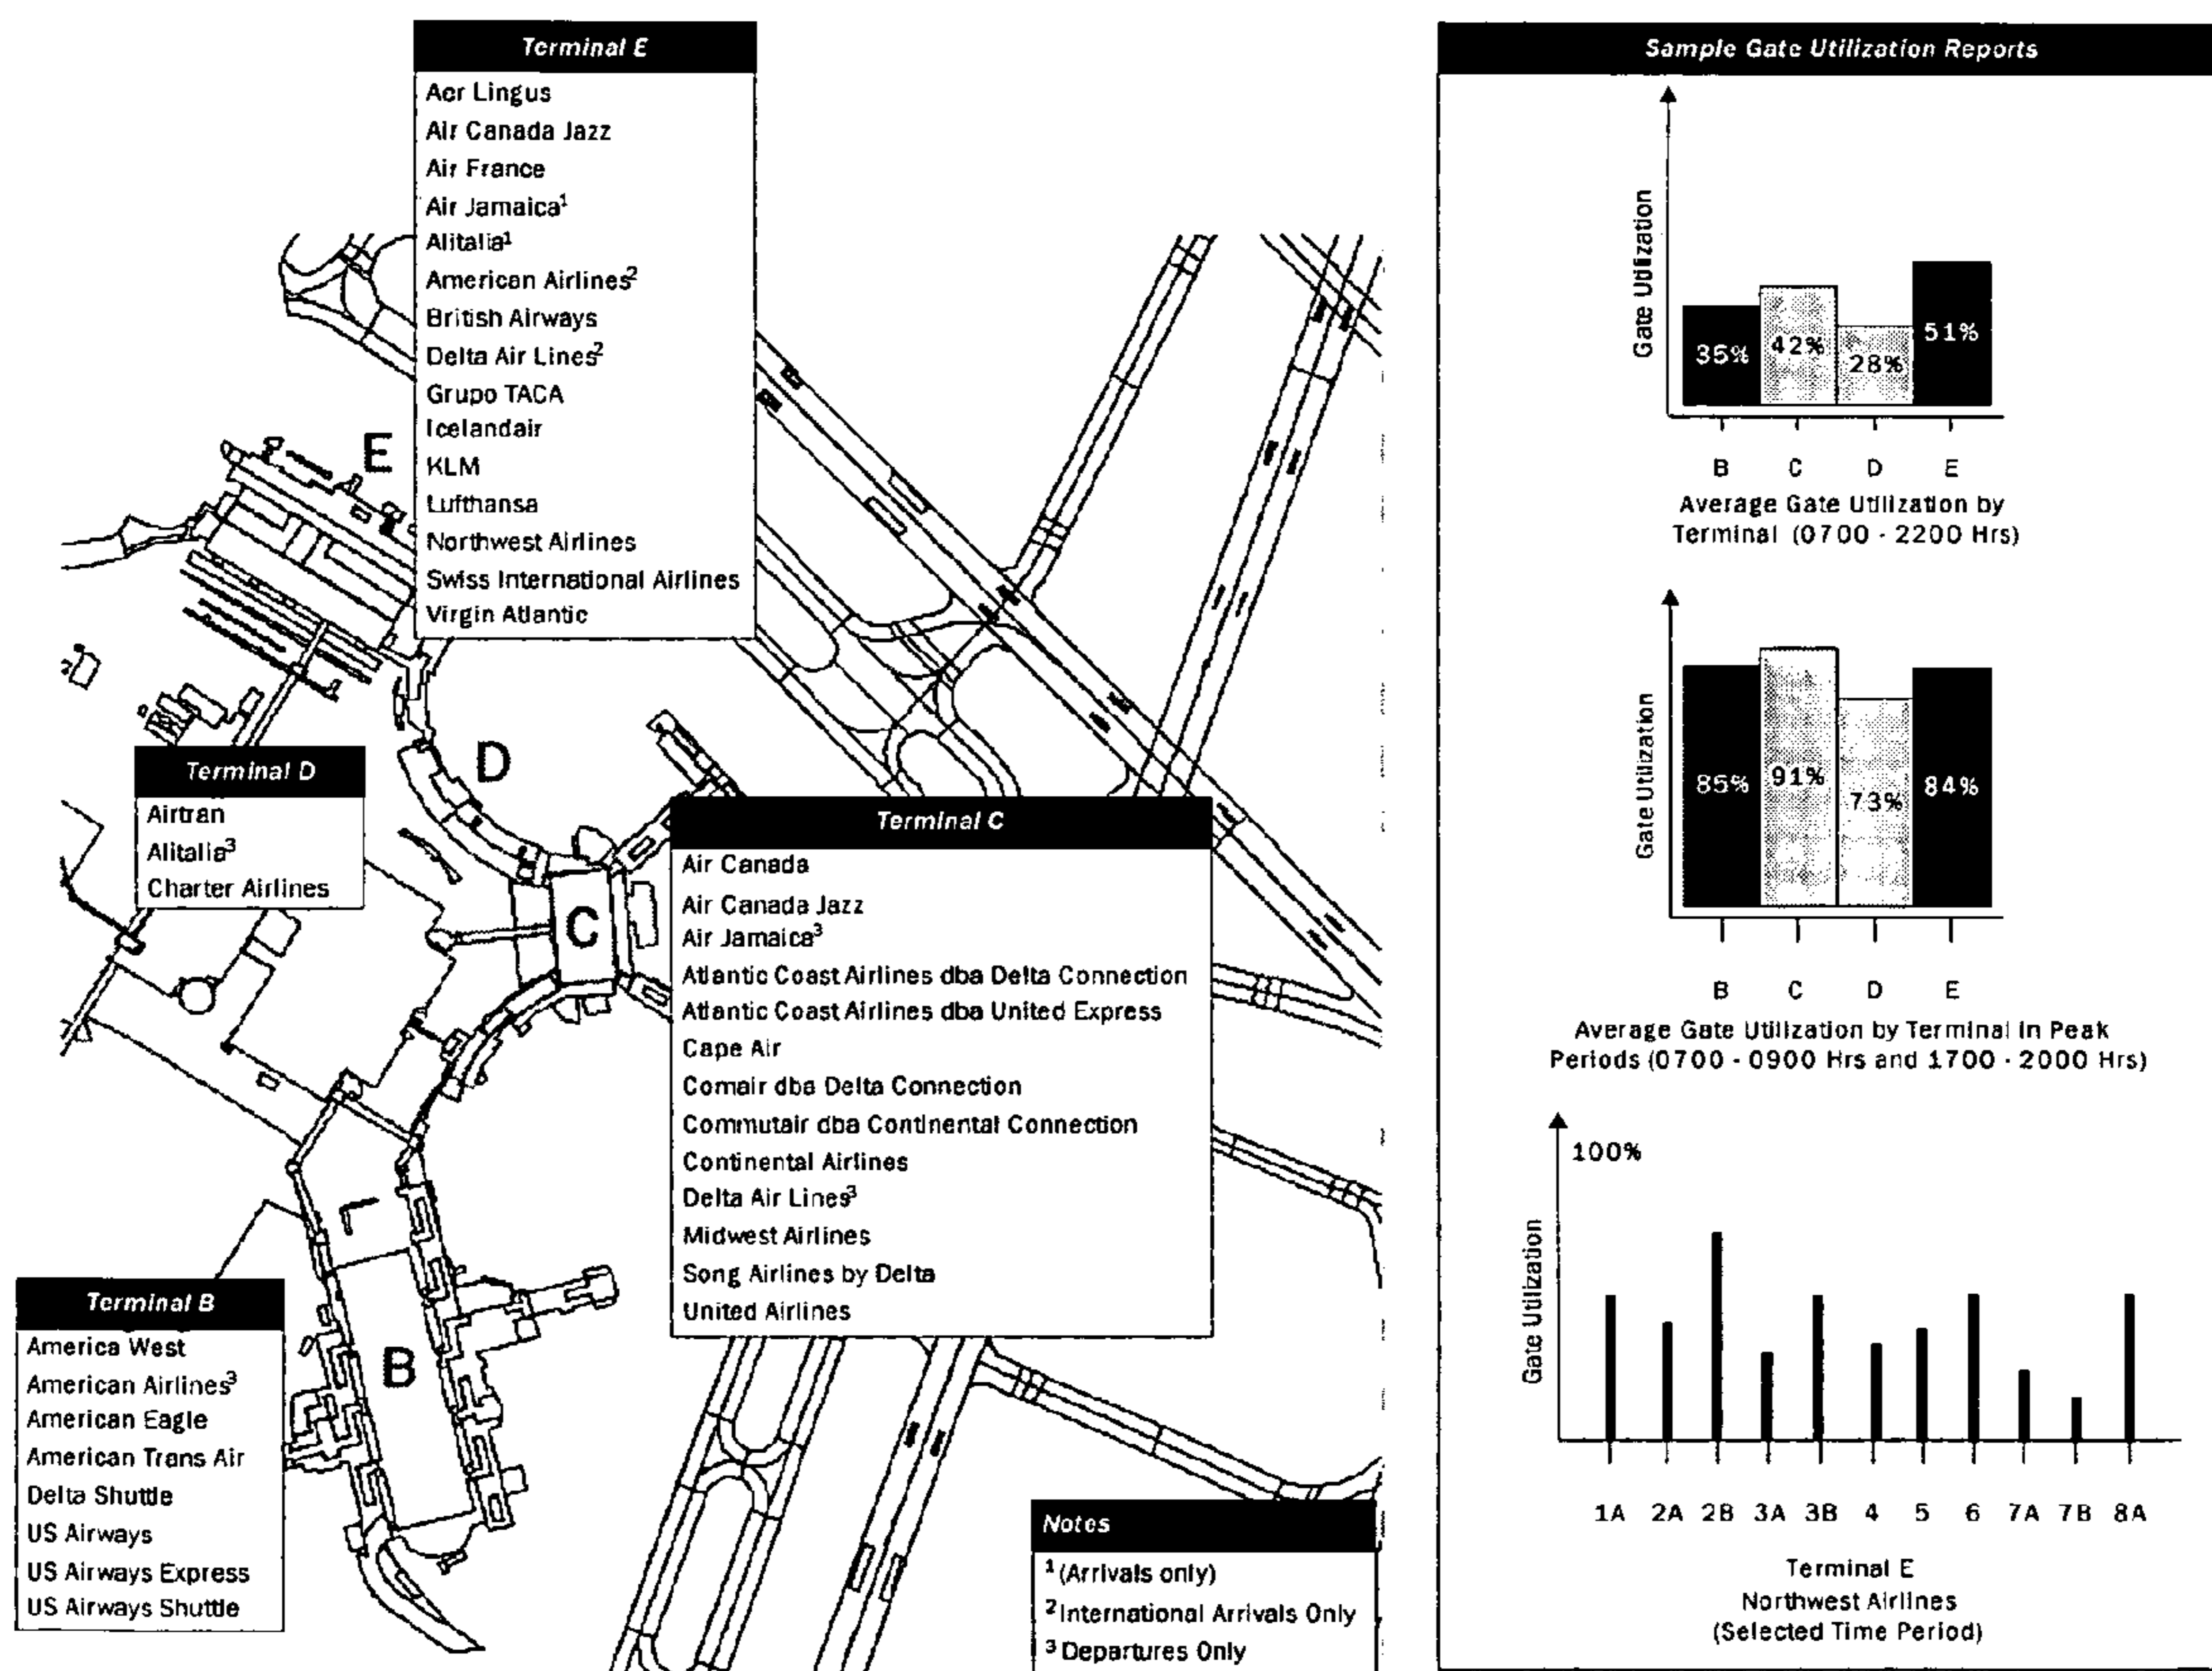 Terminal E
Aer Lingus
Air Canada Jazz
Air France
Air Jamaica¹
Alitalia¹
American Airlines²
British Airways
Delta Air Lines²
Grupo TACA
Icelandair
KLM
Lufthansa
Northwest Airlines
Swiss International Airlines
Virgin Atlantic
E
D
C
B
Terminal D
Airtran
Alitalia³
Charter Airlines
Terminal C
Air Canada
Air Canada Jazz
Air Jamaica³
Atlantic Coast Airlines dba Delta Connection
Atlantic Coast Airlines dba United Express
Cape Air
Comair dba Delta Connection
Commutair dba Continental Connection
Continental Airlines
Delta Air Lines³
Midwest Airlines
Song Airlines by Delta
United Airlines
Terminal B
America West
American Airlines³
American Eagle
American Trans Air
Delta Shuttle
US Airways
US Airways Express
US Airways Shuttle
Notes
¹ (Arrivals only)
² International Arrivals Only
³ Departures Only
Sample Gate Utilization Reports
Gate Utilization
35% 42% 28% 51%
B C D E
Average Gate Utilization by
Terminal (0700 - 2200 Hrs)
Gate Utilization
85% 91% 73% 84%
B C D E
Average Gate Utilization by Terminal in Peak
Periods (0700 - 0900 Hrs and 1700 - 2000 Hrs)
100%
Gate Utilization
1A 2A 2B 3A 3B 4 5 6 7A 7B 8A
Terminal E
Northwest Airlines
(Selected Time Period)